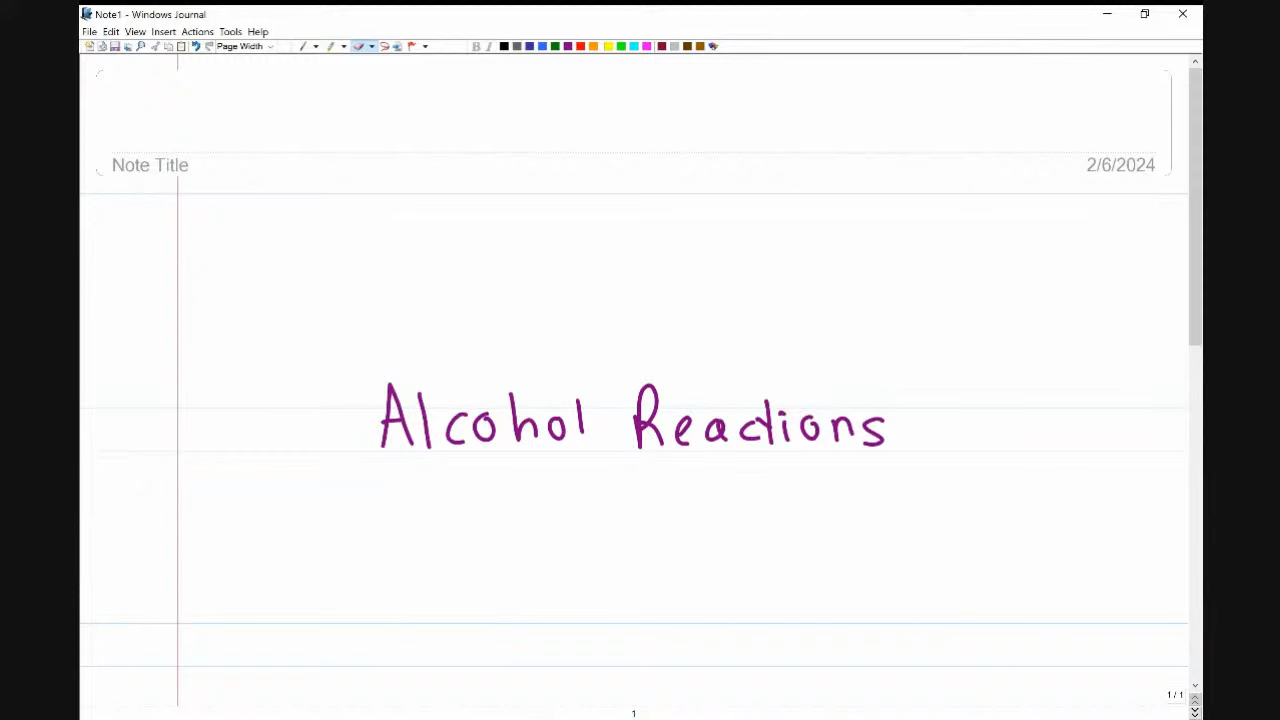 Note1 - Windows Journal
File Edit View Insert Actions Tools Help
Page Width
B I
Note Title 2/6/2024
Alcohol Reactions
1 / 1
1